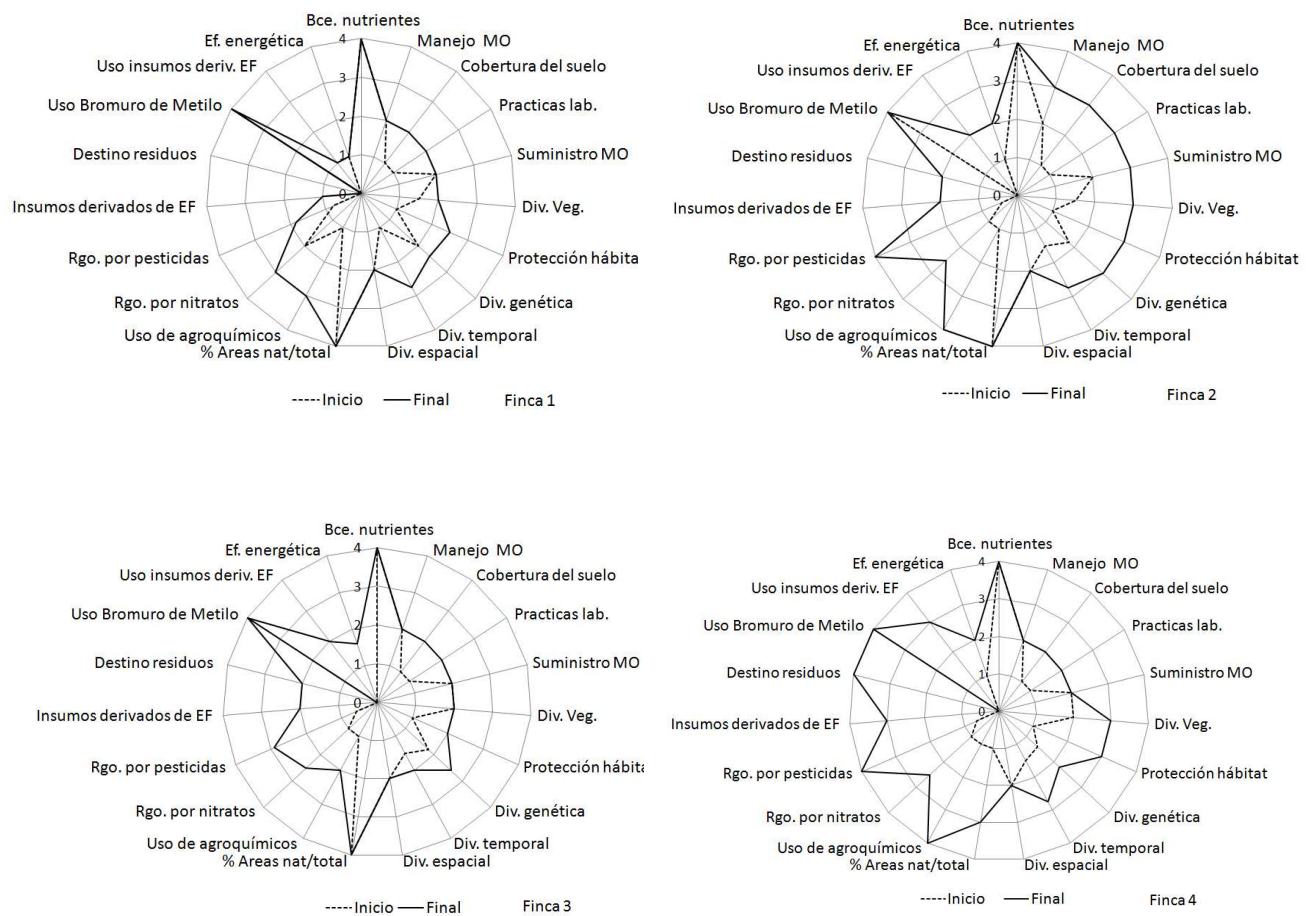 Bce. nutrientes
Ef. energética
Manejo MO
Uso insumos deriv. EF
Cobertura del suelo
Uso Bromuro de Metilo
Practicas lab.
Destino residuos
Suministro MO
Insumos derivados de EF
Div. Veg.
Rgo. por pesticidas
Protección hábita
Rgo. por nitratos
Div. genética
Uso de agroquímicos
Div. temporal
% Areas nat/total
Div. espacial
4
3
2
1
0
Inicio Final Finca 1
Bce. nutrientes
Ef. energética
Manejo MO
Uso insumos deriv. EF
Cobertura del suelo
Uso Bromuro de Metilo
Practicas lab.
Destino residuos
Suministro MO
Insumos derivados de EF
Div. Veg.
Rgo. por pesticidas
Protección hábitat
Rgo. por nitratos
Div. genética
Uso de agroquímicos
Div. temporal
% Areas nat/total
Div. espacial
4
3
2
1
0
Inicio Final Finca 2
Bce. nutrientes
Ef. energética
Manejo MO
Uso insumos deriv. EF
Cobertura del suelo
Uso Bromuro de Metilo
Practicas lab.
Destino residuos
Suministro MO
Insumos derivados de EF
Div. Veg.
Rgo. por pesticidas
Protección hábita
Rgo. por nitratos
Div. genética
Uso de agroquímicos
Div. temporal
% Areas nat/total
Div. espacial
4
3
2
1
0
Inicio Final Finca 3
Bce. nutrientes
Ef. energética
Manejo MO
Uso insumos deriv. EF
Cobertura del suelo
Uso Bromuro de Metilo
Practicas lab.
Destino residuos
Suministro MO
Insumos derivados de EF
Div. Veg.
Rgo. por pesticidas
Protección hábitat
Rgo. por nitratos
Div. genética
Uso de agroquímicos
Div. temporal
% Areas nat/total
Div. espacial
4
3
2
1
0
Inicio Final Finca 4